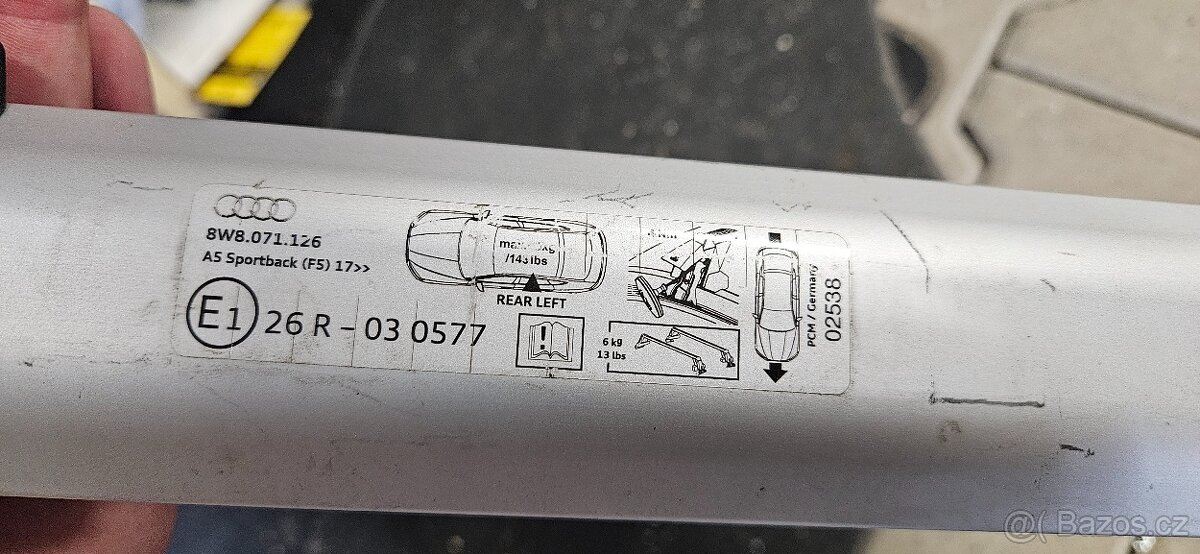 8W8.071.126
A5 Sportback (F5) 17>>
E1 26 R - 03 0577
/143 lbs
REAR LEFT
6 kg
13 lbs
PCM / Germany
02538
@( Bazos.cz